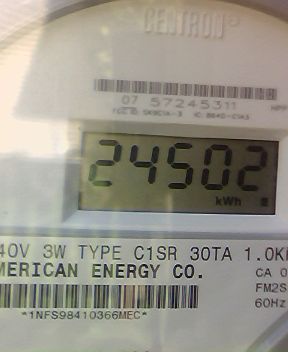 CENTRON®
07 57245311
24502
kWh
40V 3W TYPE C1SR 30TA 1.0K
MERICAN ENERGY CO.
CA 0
FM2S
60Hz
*1NFS98410366MEC*